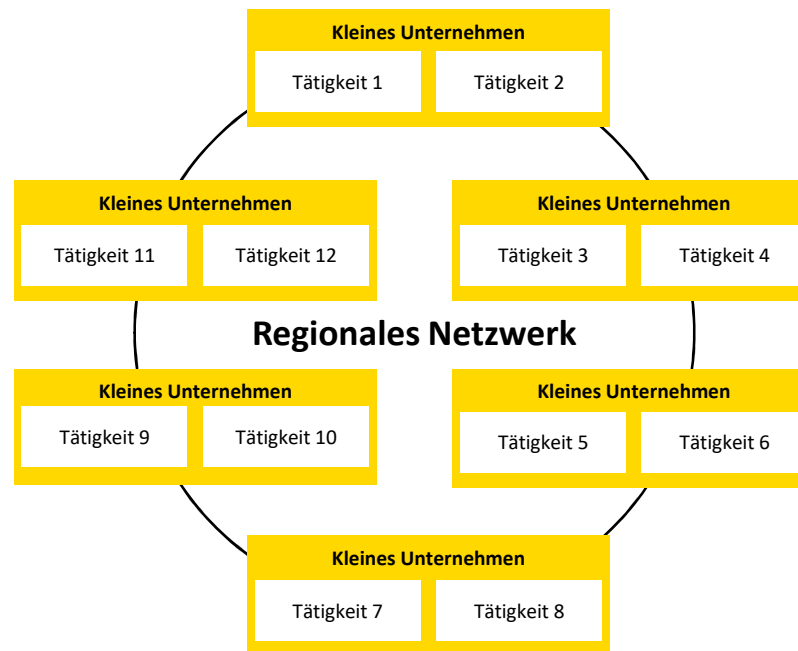 Kleines Unternehmen
Tätigkeit 1
Tätigkeit 2
Kleines Unternehmen
Tätigkeit 11
Tätigkeit 12
Kleines Unternehmen
Tätigkeit 3
Tätigkeit 4
Regionales Netzwerk
Kleines Unternehmen
Tätigkeit 9
Tätigkeit 10
Kleines Unternehmen
Tätigkeit 5
Tätigkeit 6
Kleines Unternehmen
Tätigkeit 7
Tätigkeit 8